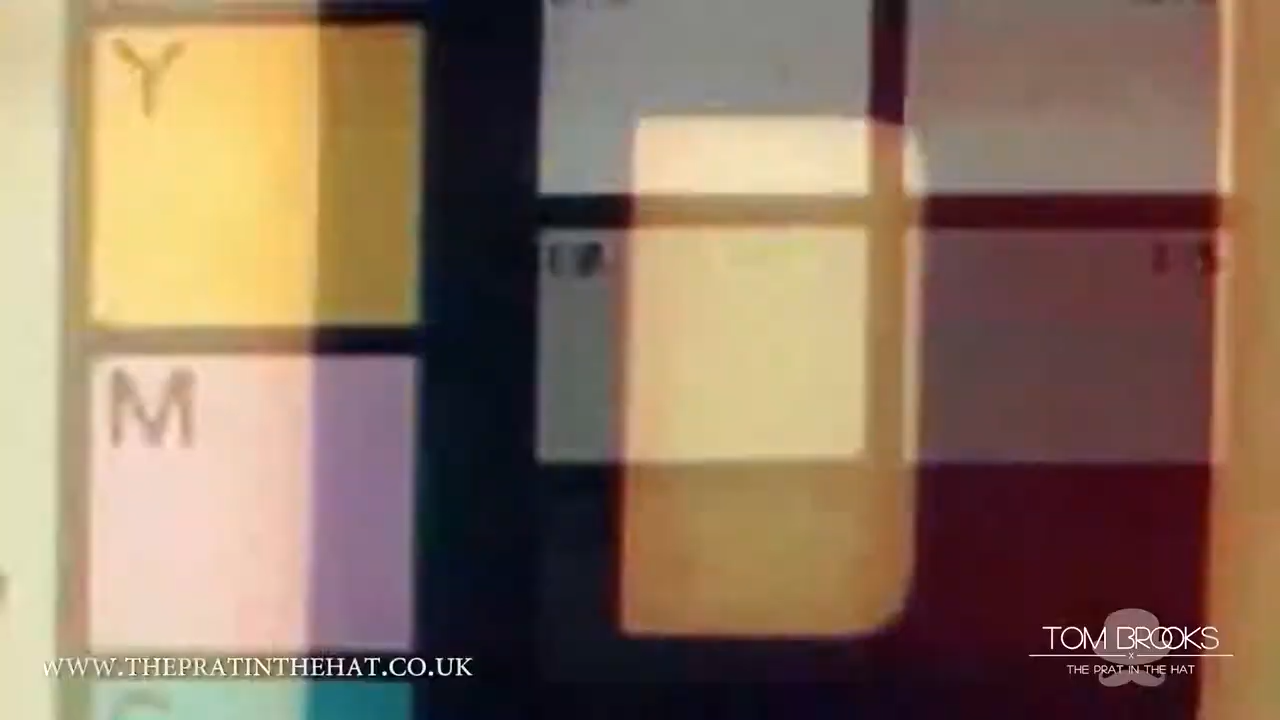 Y
M
C
WWW.THEPRATINTHEHAT.CO.UK
TOM BROOKS
X
THE PRAT IN THE HAT